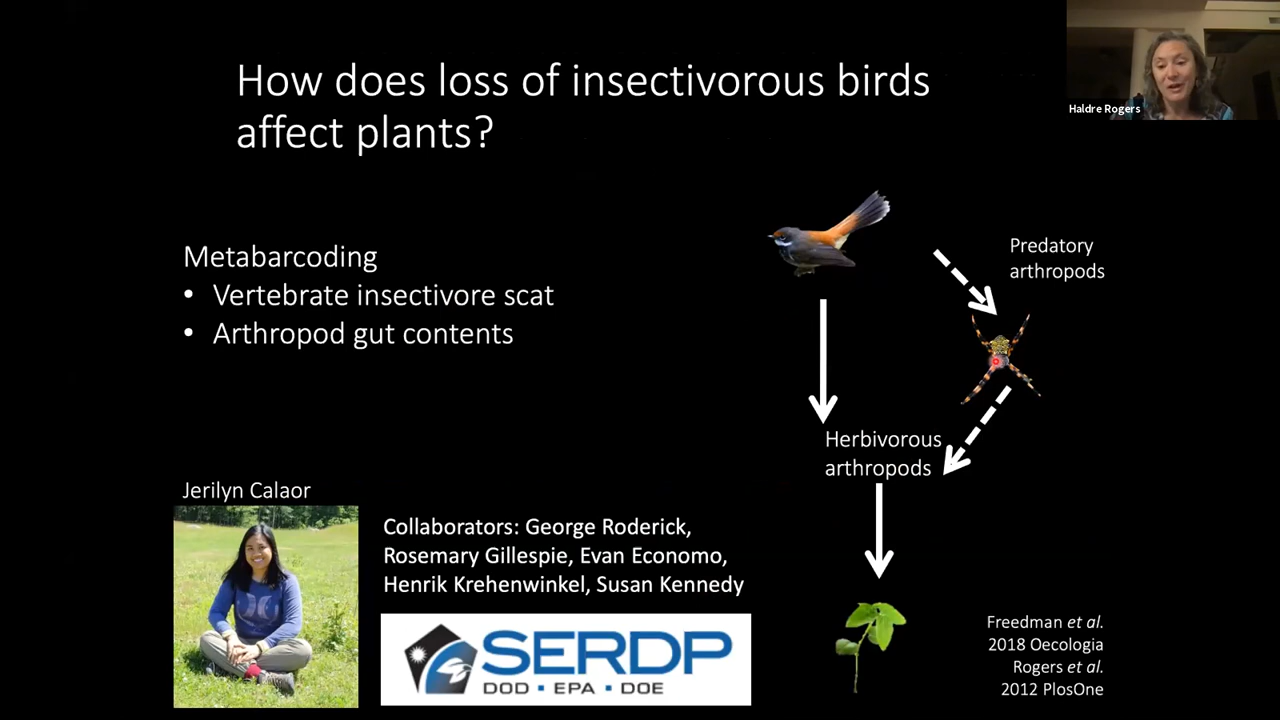 How does loss of insectivorous birds
affect plants?
Haldre Rogers
Metabarcoding
• Vertebrate insectivore scat
• Arthropod gut contents
Predatory
arthropods
Herbivorous
arthropods
Jerilyn Calaor
Collaborators: George Roderick,
Rosemary Gillespie, Evan Economo,
Henrik Krehenwinkel, Susan Kennedy
SERDP
DOD ▪ EPA ▪ DOE
Freedman et al.
2018 Oecologia
Rogers et al.
2012 PlosOne